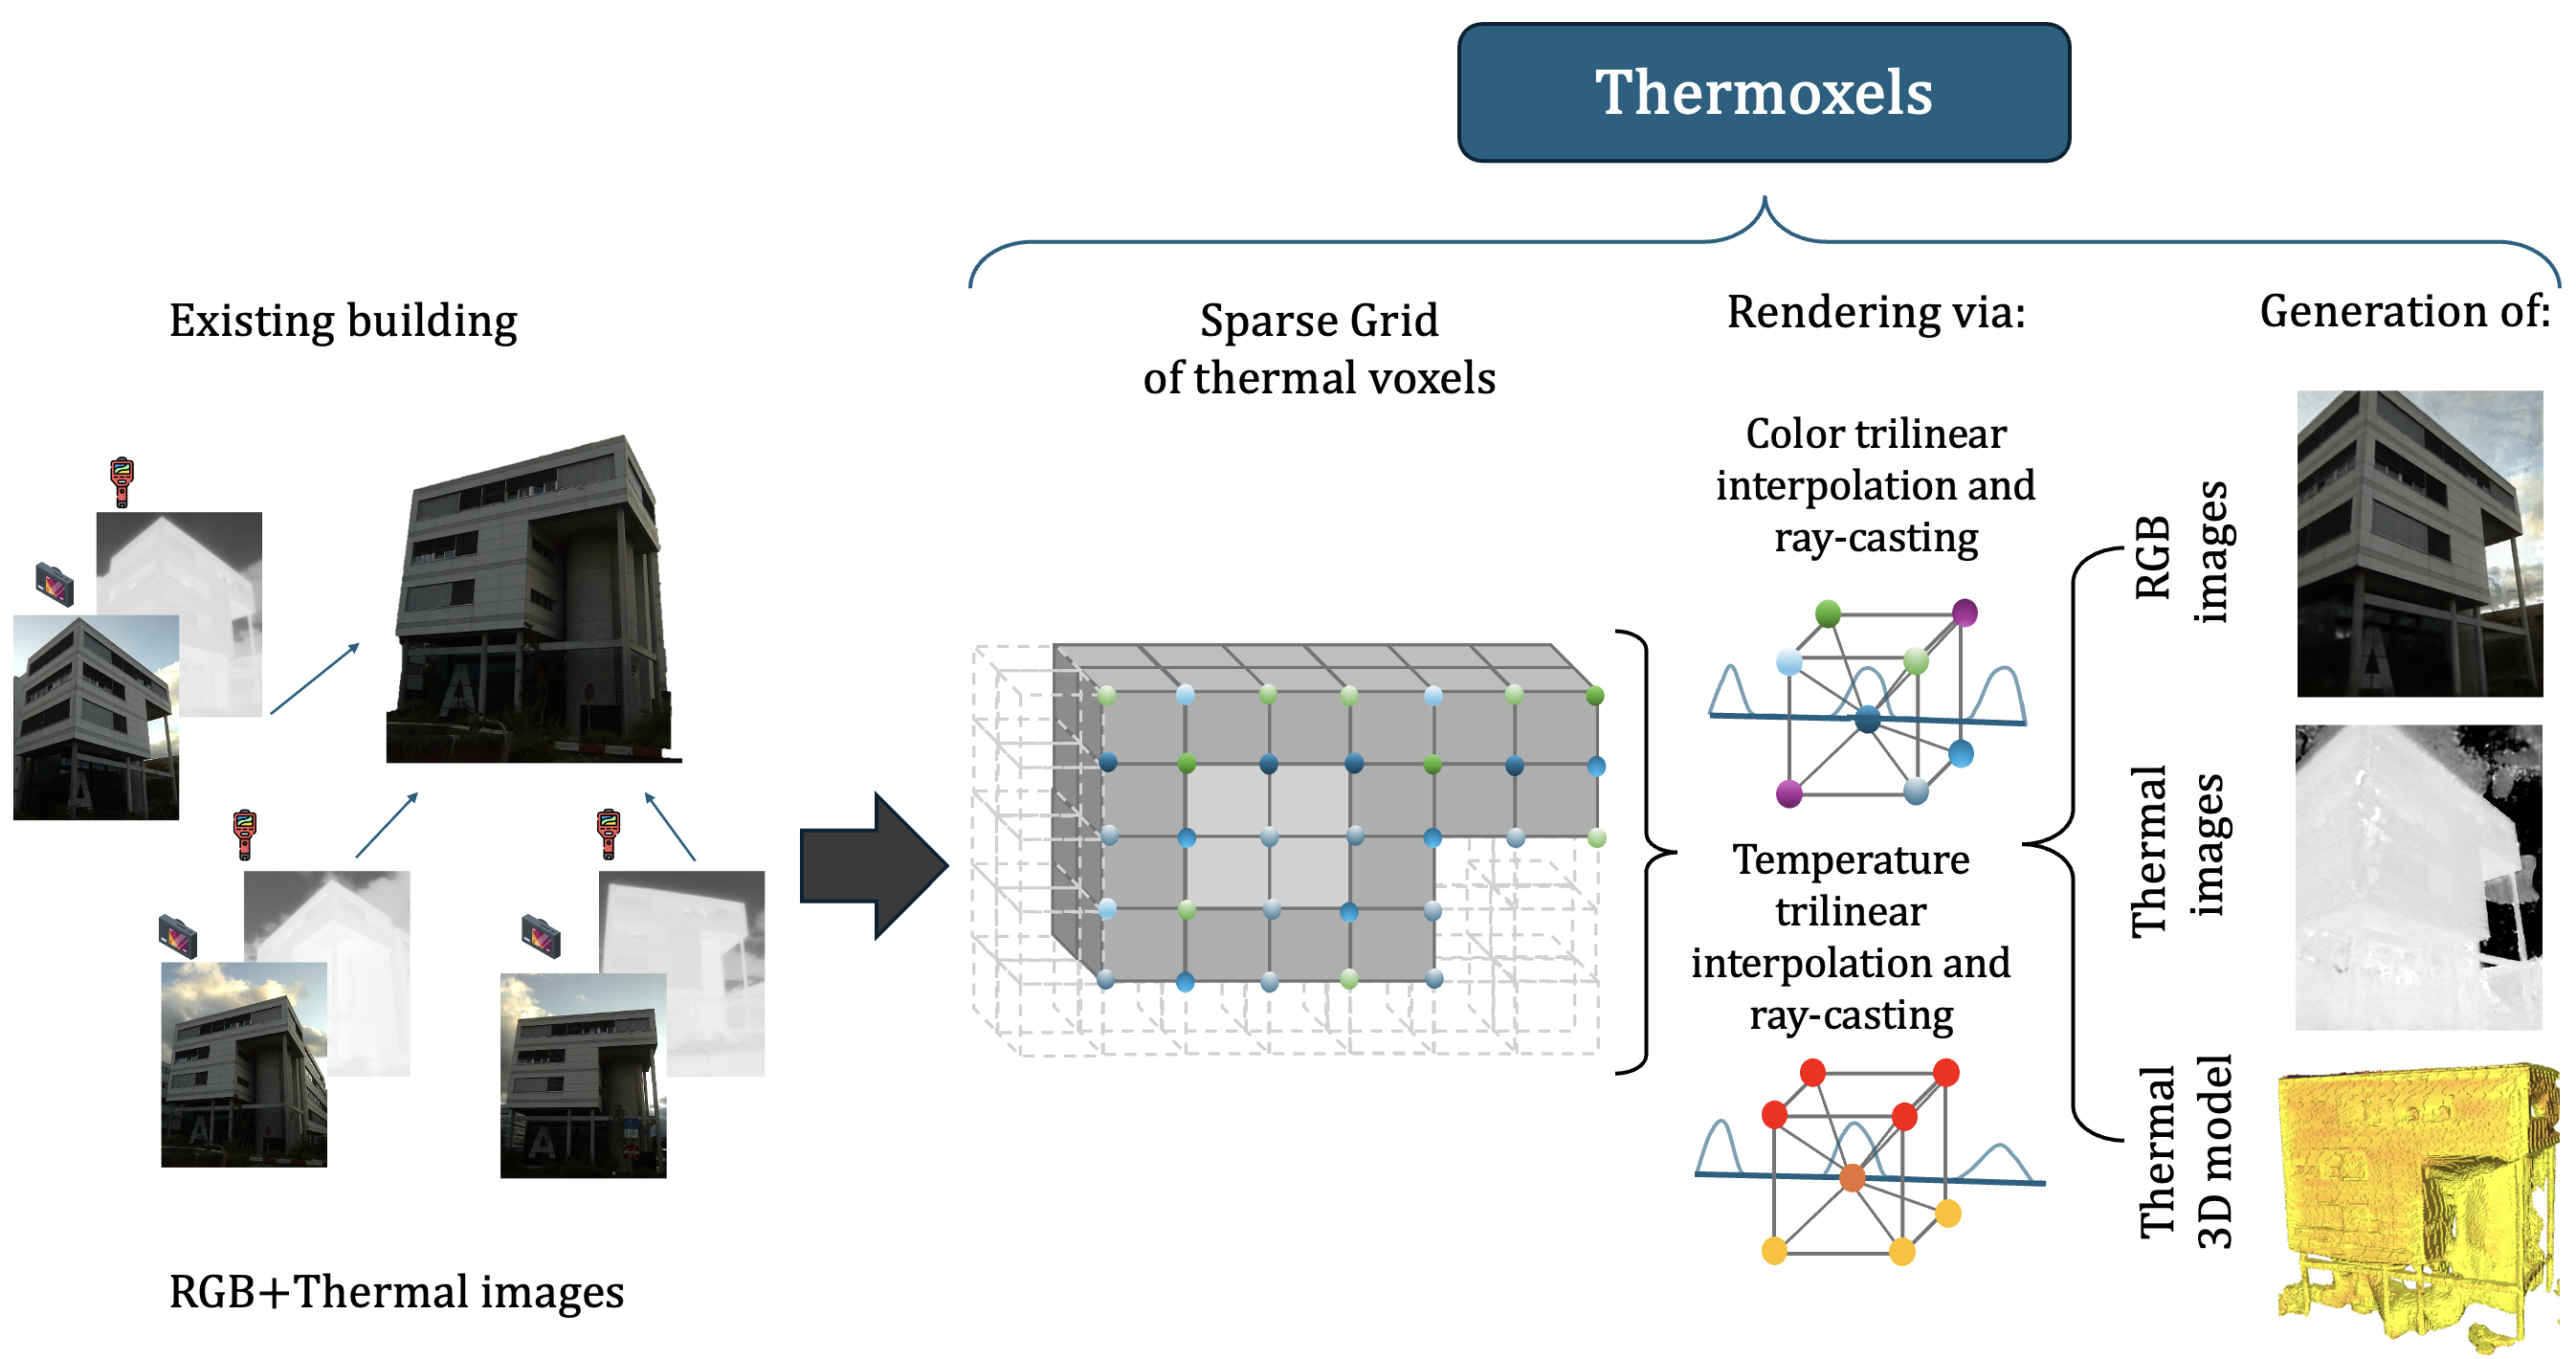 Thermoxels
Existing building
Sparse Grid
of thermal voxels
Rendering via:
Generation of:
Color trilinear
interpolation and
ray-casting
Temperature
trilinear
interpolation and
ray-casting
RGB
images
Thermal
images
Thermal
3D model
RGB+Thermal images
A
A
A
A